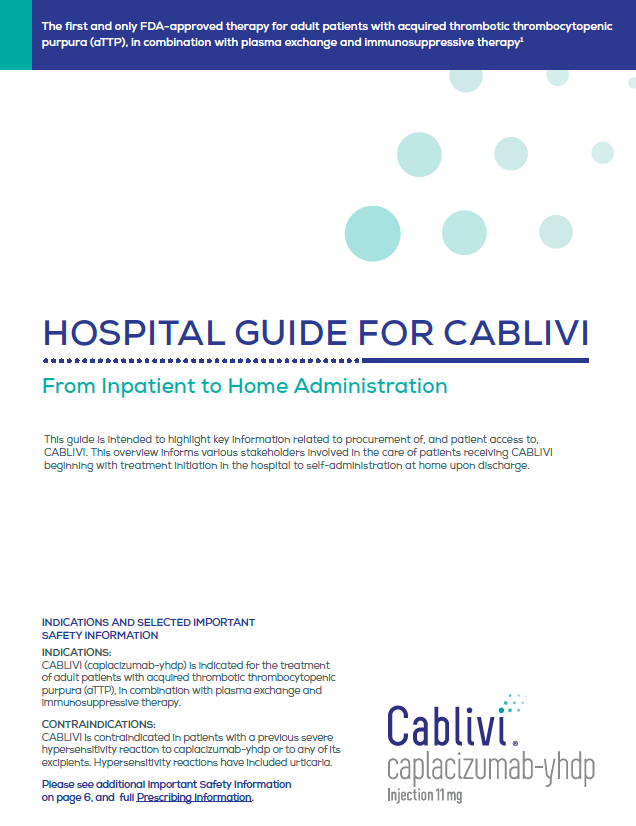 The first and only FDA-approved therapy for adult patients with acquired thrombotic thrombocytopenic
purpura (aTTP), in combination with plasma exchange and immunosuppressive therapy¹
HOSPITAL GUIDE FOR CABLIVI
From Inpatient to Home Administration
This guide is intended to highlight key information related to procurement of, and patient access to,
CABLIVI. This overview informs various stakeholders involved in the care of patients receiving CABLIVI
beginning with treatment initiation in the hospital to self-administration at home upon discharge.
INDICATIONS AND SELECTED IMPORTANT
SAFETY INFORMATION
INDICATIONS:
CABLIVI (caplacizumab-yhdp) is indicated for the treatment
of adult patients with acquired thrombotic thrombocytopenic
purpura (aTTP), in combination with plasma exchange and
immunosuppressive therapy.
CONTRAINDICATIONS:
CABLIVI is contraindicated in patients with a previous severe
hypersensitivity reaction to caplacizumab-yhdp or to any of its
excipients. Hypersensitivity reactions have included urticaria.
Please see additional Important Safety Information
on page 6, and full Prescribing Information.
Cablivi®
caplacizumab-yhdp
Injection 11 mg